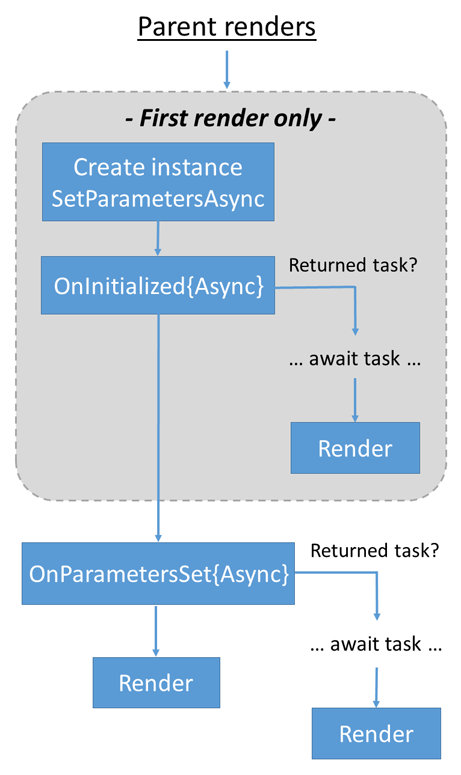 Parent renders
- First render only -
Create instance
SetParametersAsync
OnInitialized{Async}
Returned task?
... await task ...
Render
OnParametersSet{Async}
Returned task?
... await task ...
Render
Render